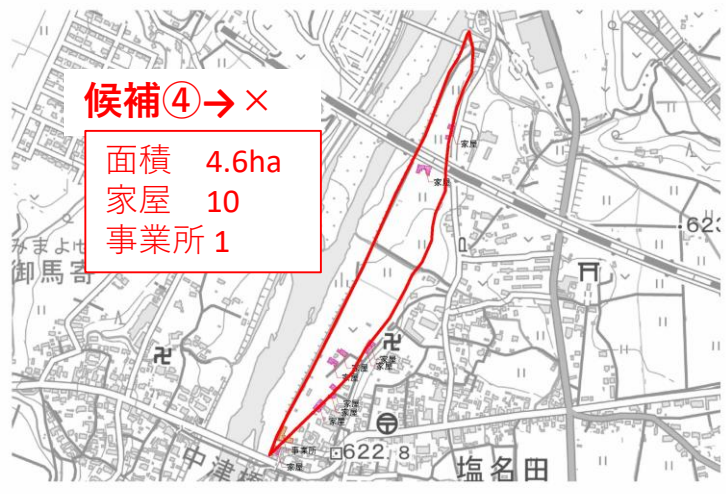 候補④→×
面積 4.6ha
家屋 10
事業所 1
家屋
家屋
623
みまよせ
御馬寄
家屋
家屋
家屋
家屋
家屋
家屋
家屋
事業所
家屋
中津橋
622.8
塩名田